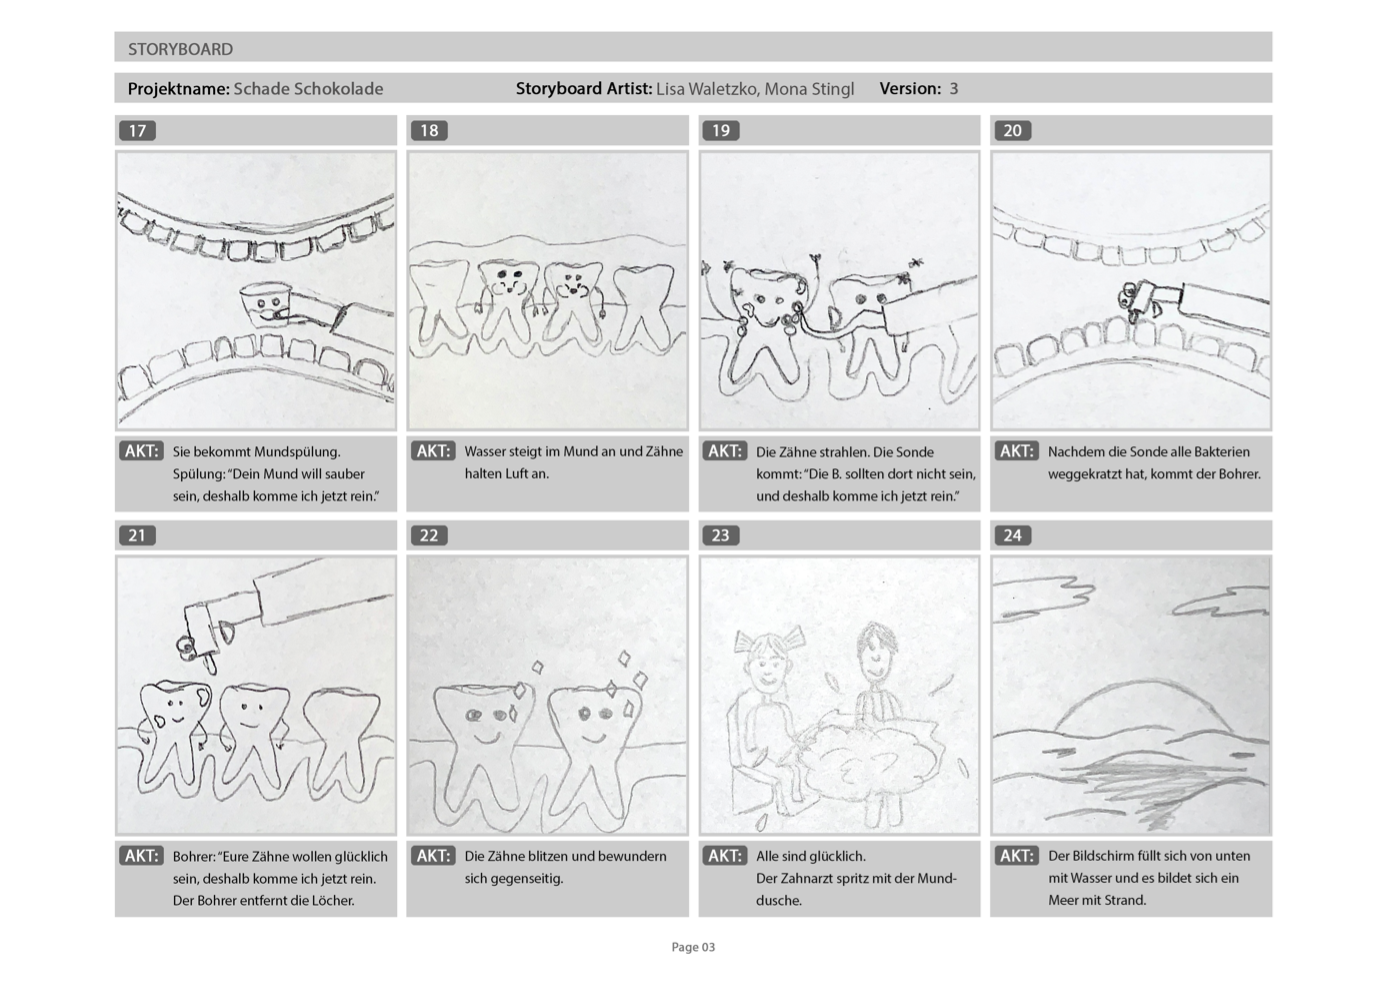 STORYBOARD
Projektname: Schade Schokolade Storyboard Artist: Lisa Waletzko, Mona Stingl Version: 3
17
18
19
20
AKT: Sie bekommt Mundspülung.
Spülung: "Dein Mund will sauber
sein, deshalb komme ich jetzt rein."
AKT: Wasser steigt im Mund an und Zähne
halten Luft an.
AKT: Die Zähne strahlen. Die Sonde
kommt: "Die B. sollten dort nicht sein,
und deshalb komme ich jetzt rein."
AKT: Nachdem die Sonde alle Bakterien
weggekratzt hat, kommt der Bohrer.
21
22
23
24
AKT: Bohrer: "Eure Zähne wollen glücklich
sein, deshalb komme ich jetzt rein.
Der Bohrer entfernt die Löcher.
AKT: Die Zähne blitzen und bewundern
sich gegenseitig.
AKT: Alle sind glücklich.
Der Zahnarzt spritz mit der Mund-
dusche.
AKT: Der Bildschirm füllt sich von unten
mit Wasser und es bildet sich ein
Meer mit Strand.
Page 03